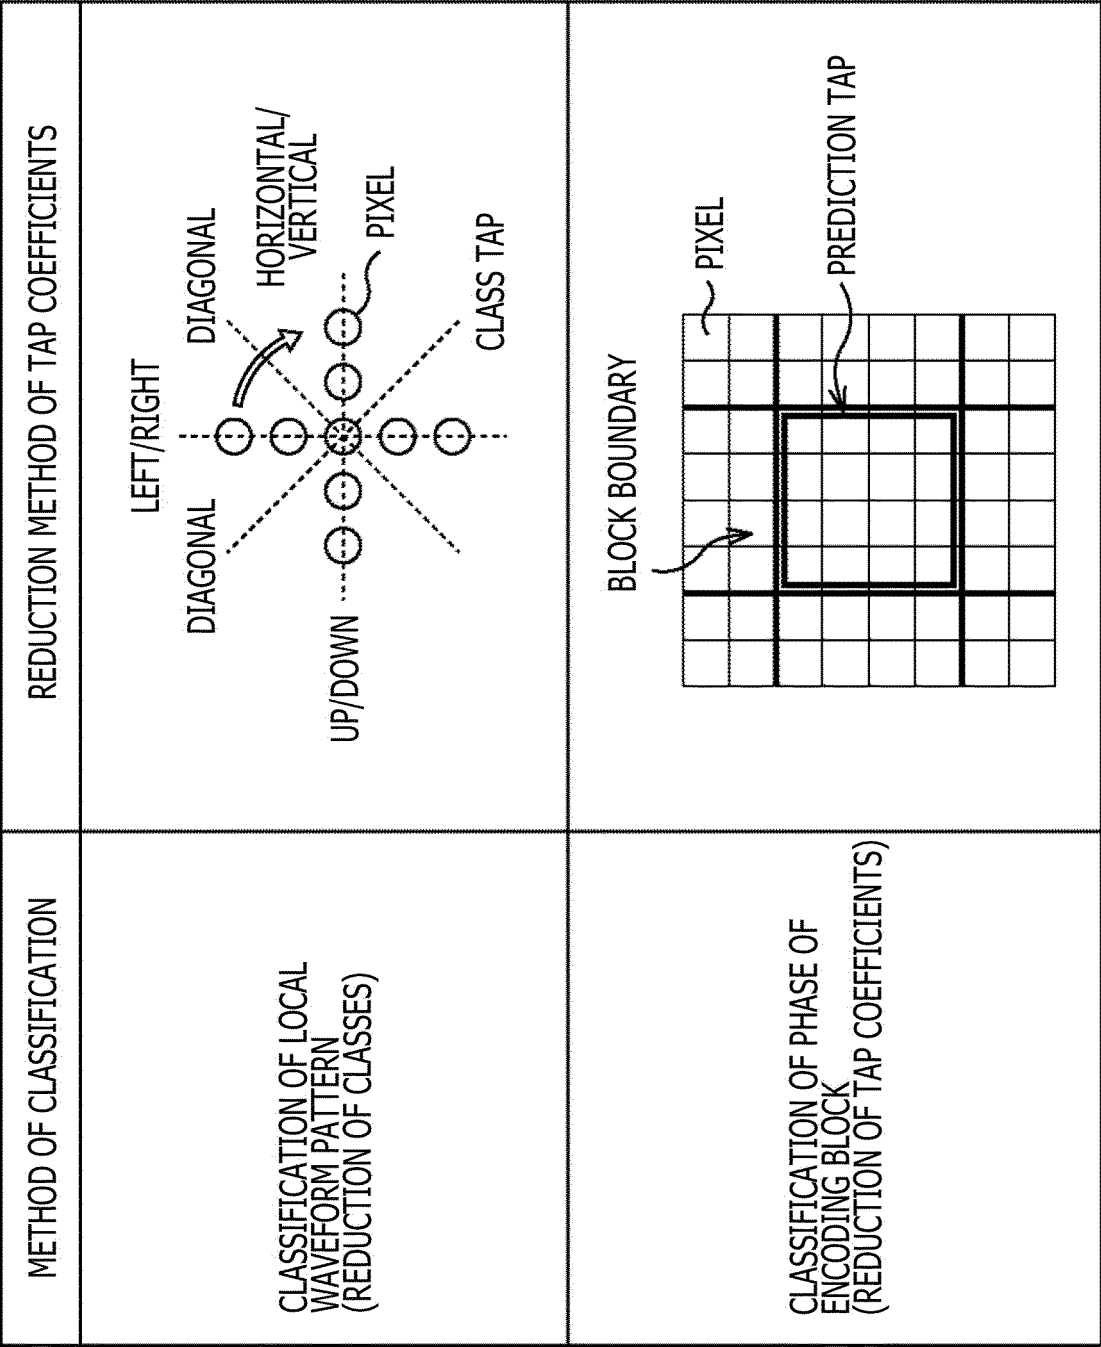 METHOD OF CLASSIFICATION
REDUCTION METHOD OF TAP COEFFICIENTS
CLASSIFICATION OF LOCAL
WAVEFORM PATTERN
(REDUCTION OF CLASSES)
LEFT/RIGHT
DIAGONAL
DIAGONAL
HORIZONTAL/
VERTICAL
PIXEL
UP/DOWN
CLASS TAP
CLASSIFICATION OF PHASE OF
ENCODING BLOCK
(REDUCTION OF TAP COEFFICIENTS)
BLOCK BOUNDARY
PIXEL
PREDICTION TAP